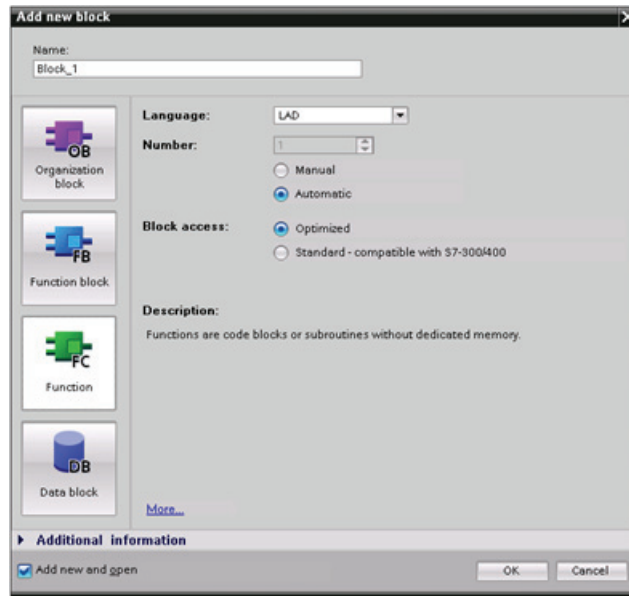 Add new block
Name:
Block_1
Language:
LAD
Number:
1
Manual
Automatic
Block access:
Optimized
Standard - compatible with S7-300/400
Description:
Functions are code blocks or subroutines without dedicated memory.
OB
Organization
block
FB
Function block
FC
Function
DB
Data block
More...
Additional information
Add new and open
OK
Cancel